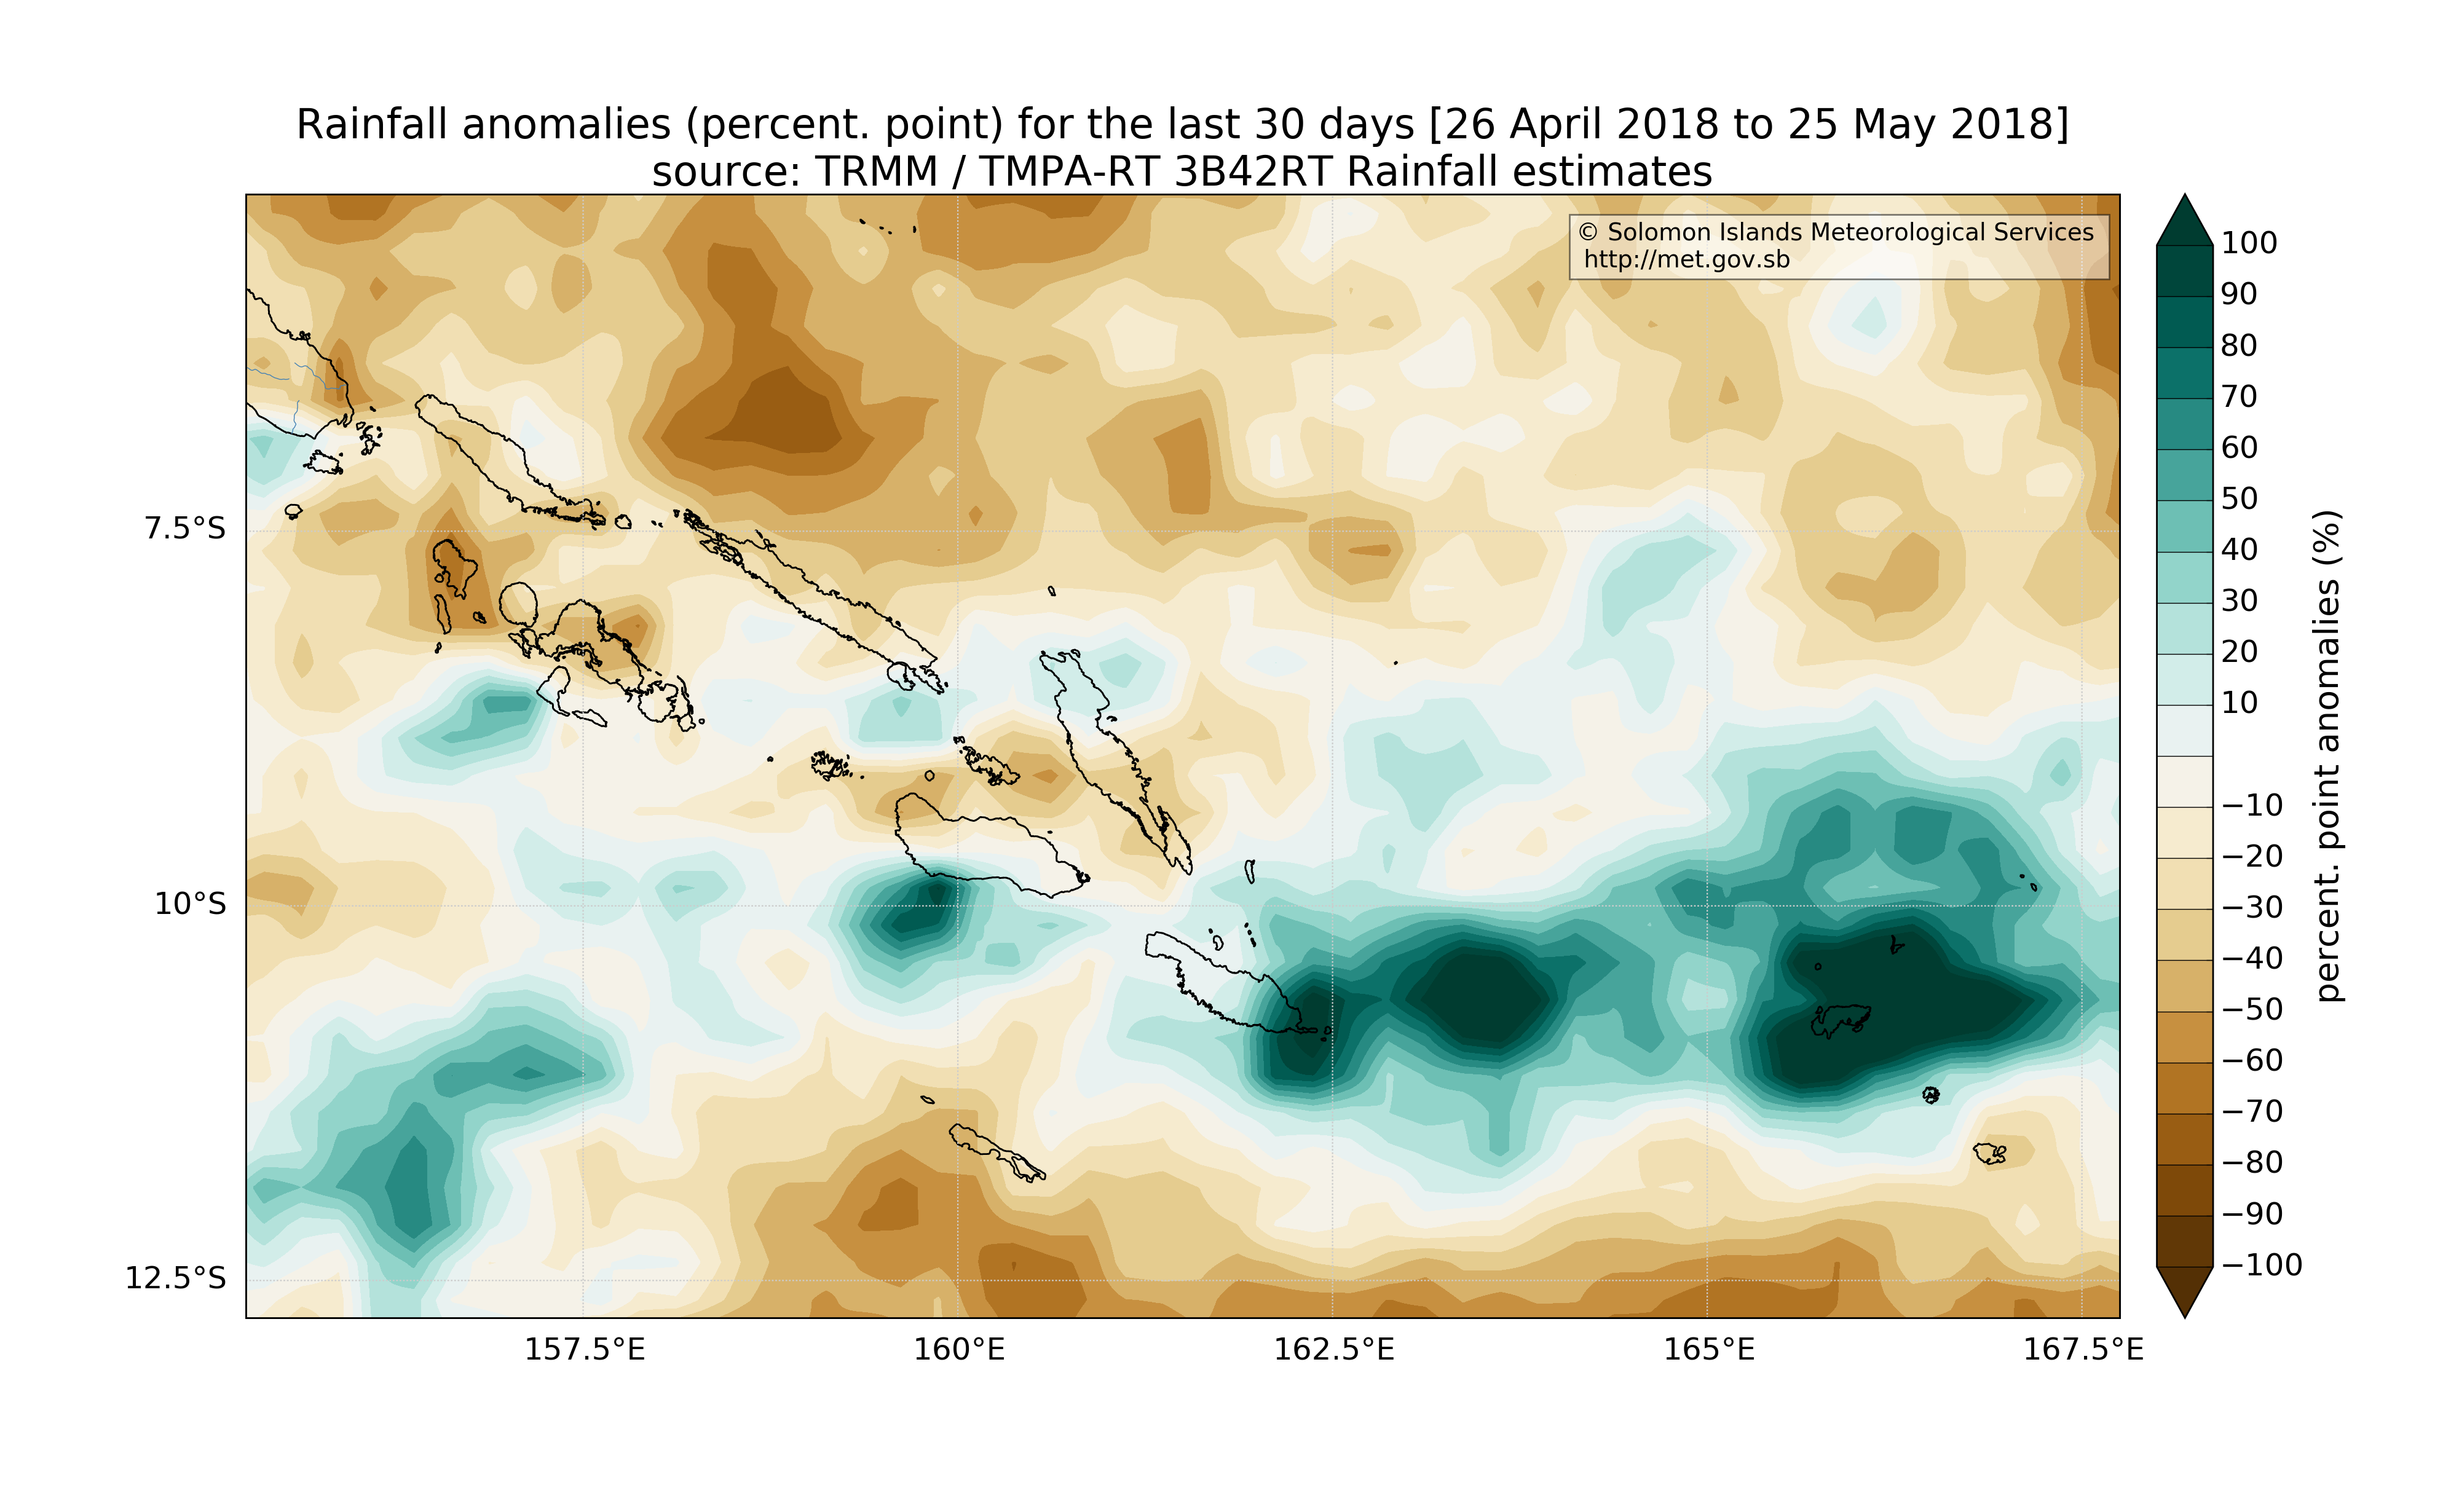 Rainfall anomalies (percent. point) for the last 30 days [26 April 2018 to 25 May 2018]
source: TRMM / TMPA-RT 3B42RT Rainfall estimates
© Solomon Islands Meteorological Services
http://met.gov.sb
7.5°S
10°S
12.5°S
157.5°E
160°E
162.5°E
165°E
167.5°E
100
90
80
70
60
50
40
30
20
10
−10
−20
−30
−40
−50
−60
−70
−80
−90
−100
percent. point anomalies (%)